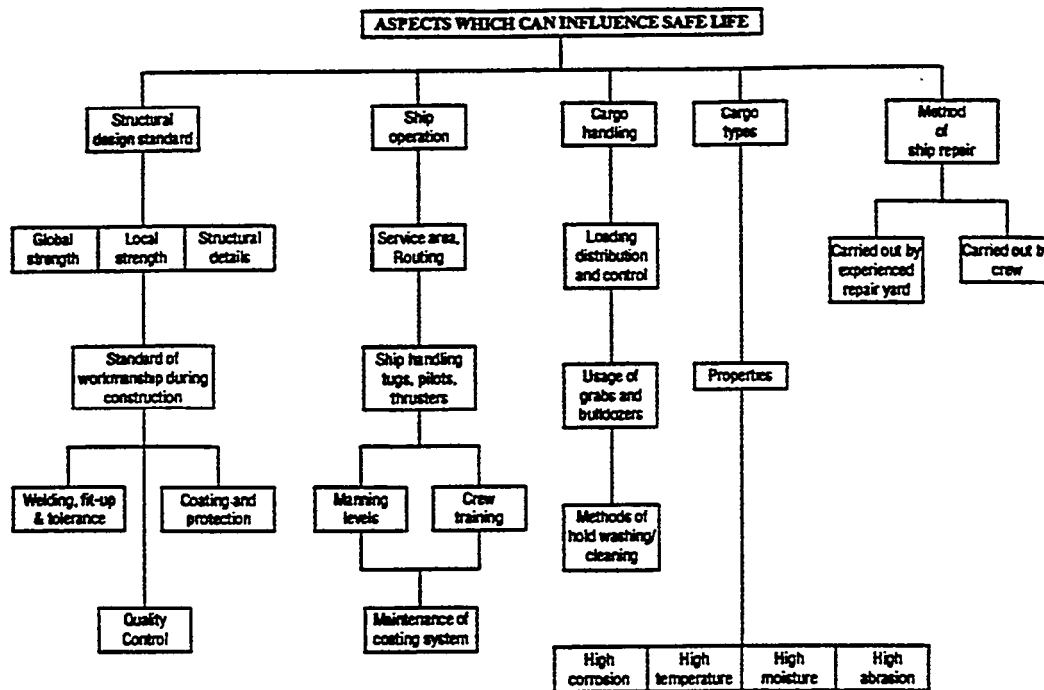 ASPECTS WHICH CAN INFLUENCE SAFE LIFE
Structural
design standard
Ship
operation
Cargo
handling
Cargo
types
Method
of
ship repair
Global
strength
Local
strength
Structural
details
Service area,
Routing
Loading
distribution
and control
Carried out by
experienced
repair yard
Carried out by
crew
Standard of
workmanship during
construction
Ship handling
tugs, pilots,
thrusters
Usage of
grabs and
bulldozers
Properties
Welding, fit-up
& tolerance
Coating and
protection
Manning
levels
Crew
training
Methods of
hold washing/
cleaning
Quality
Control
Maintenance of
coating system
High
corrosion
High
temperature
High
moisture
High
abrasion